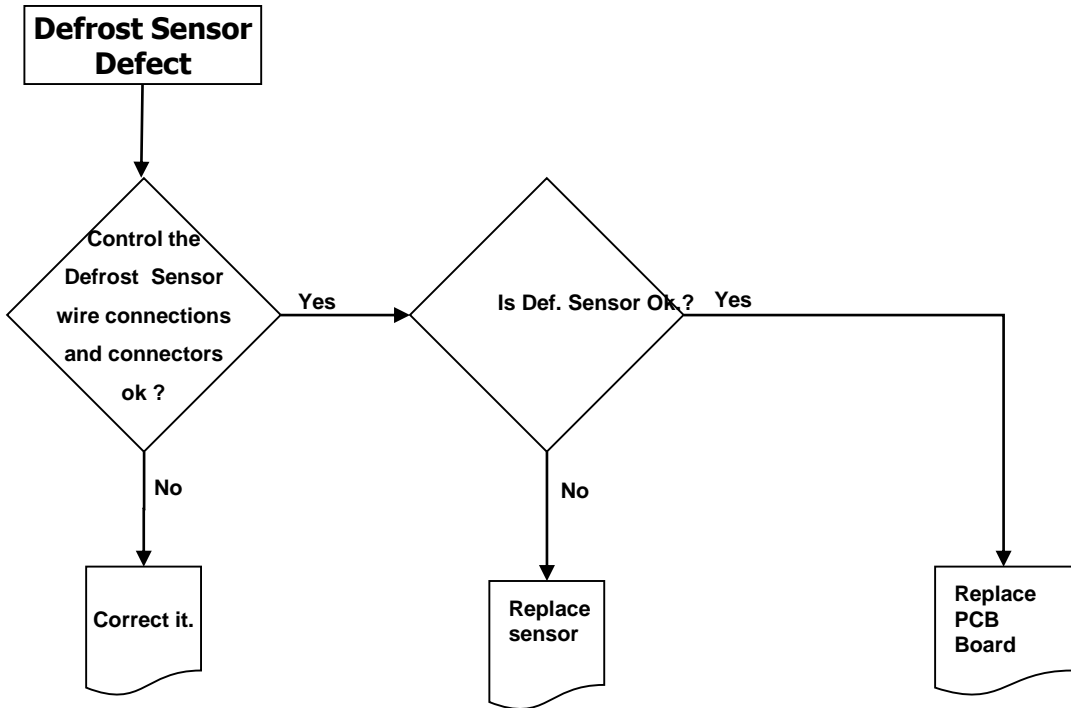 Defrost Sensor
Defect
Control the
Defrost Sensor
wire connections
and connectors
ok ?
Yes
Is Def. Sensor Ok.?
Yes
No
No
Correct it.
Replace
sensor
Replace
PCB
Board